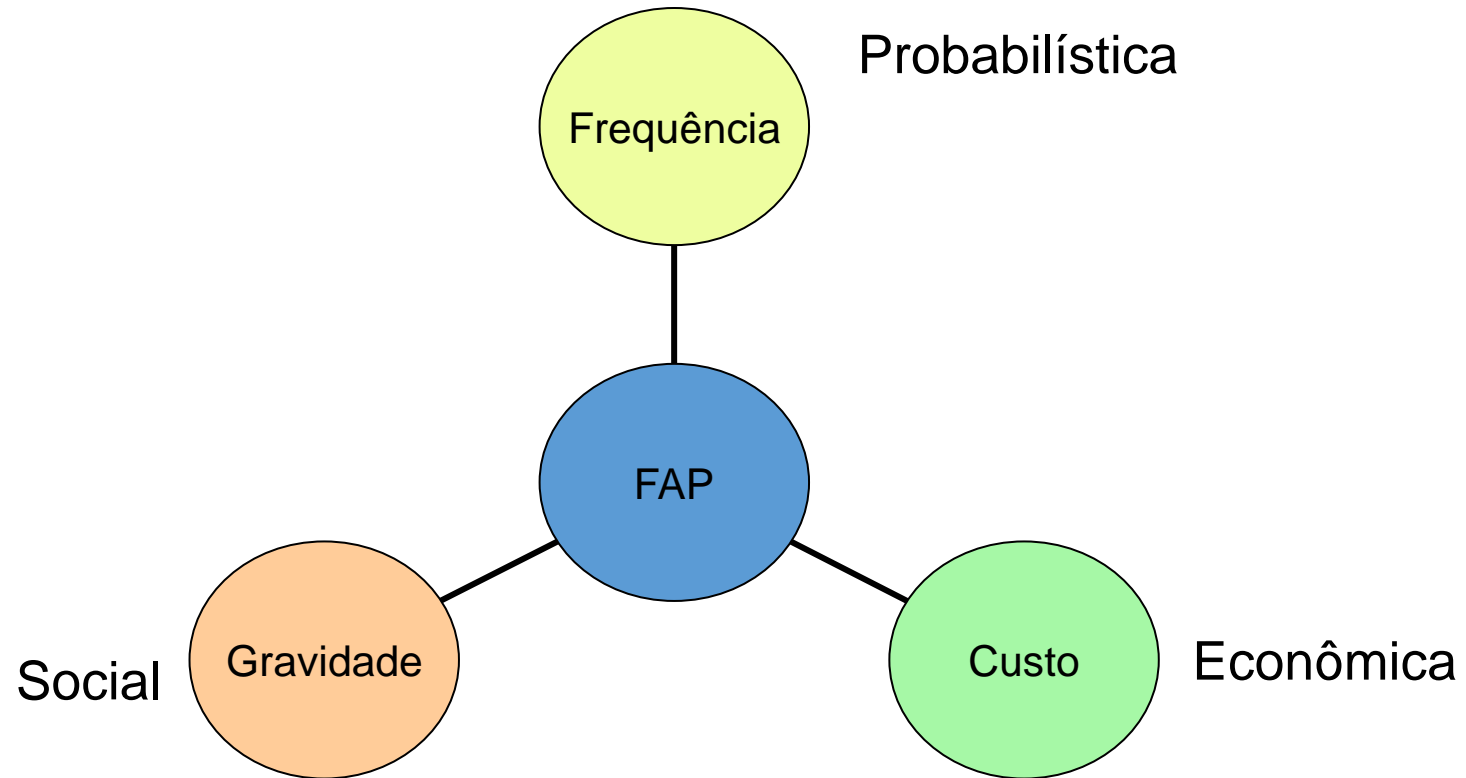 Probabilística
Frequência
FAP
Social
Gravidade
Custo
Econômica